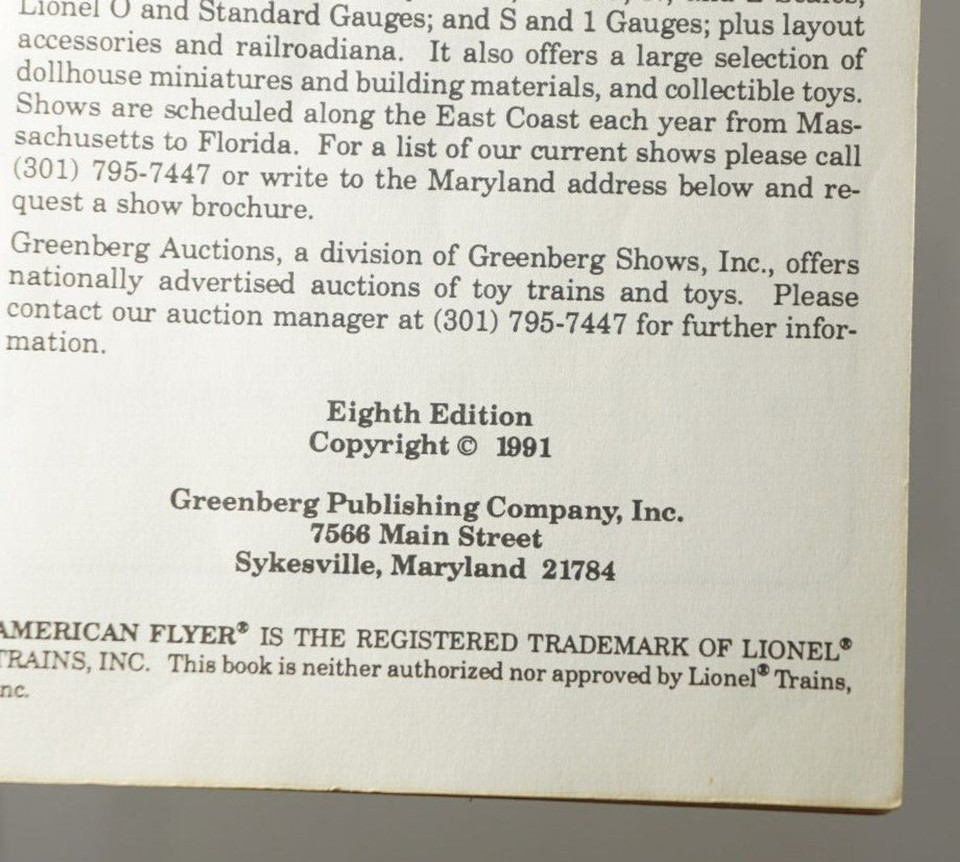 Lionel O and Standard Gauges; and S and 1 Gauges; plus layout
accessories and railroadiana. It also offers a large selection of
dollhouse miniatures and building materials, and collectible toys.
Shows are scheduled along the East Coast each year from Mas-
sachusetts to Florida. For a list of our current shows please call
(301) 795-7447 or write to the Maryland address below and re-
quest a show brochure.
Greenberg Auctions, a division of Greenberg Shows, Inc., offers
nationally advertised auctions of toy trains and toys. Please
contact our auction manager at (301) 795-7447 for further infor-
mation.
Eighth Edition
Copyright © 1991
Greenberg Publishing Company, Inc.
7566 Main Street
Sykesville, Maryland 21784
AMERICAN FLYER® IS THE REGISTERED TRADEMARK OF LIONEL®
TRAINS, INC. This book is neither authorized nor approved by Lionel® Trains,
nc.